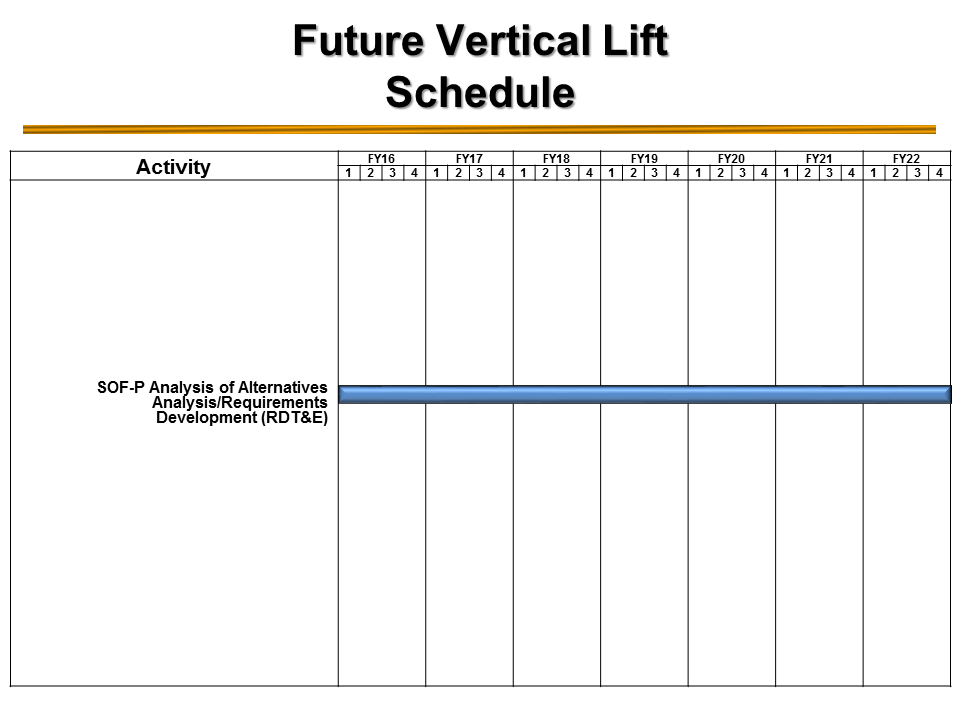 Future Vertical Lift
Schedule
Activity
FY16 FY17 FY18 FY19 FY20 FY21 FY22
1 2 3 4 1 2 3 4 1 2 3 4 1 2 3 4 1 2 3 4 1 2 3 4 1 2 3 4
SOF-P Analysis of Alternatives
Analysis/Requirements
Development (RDT&E)